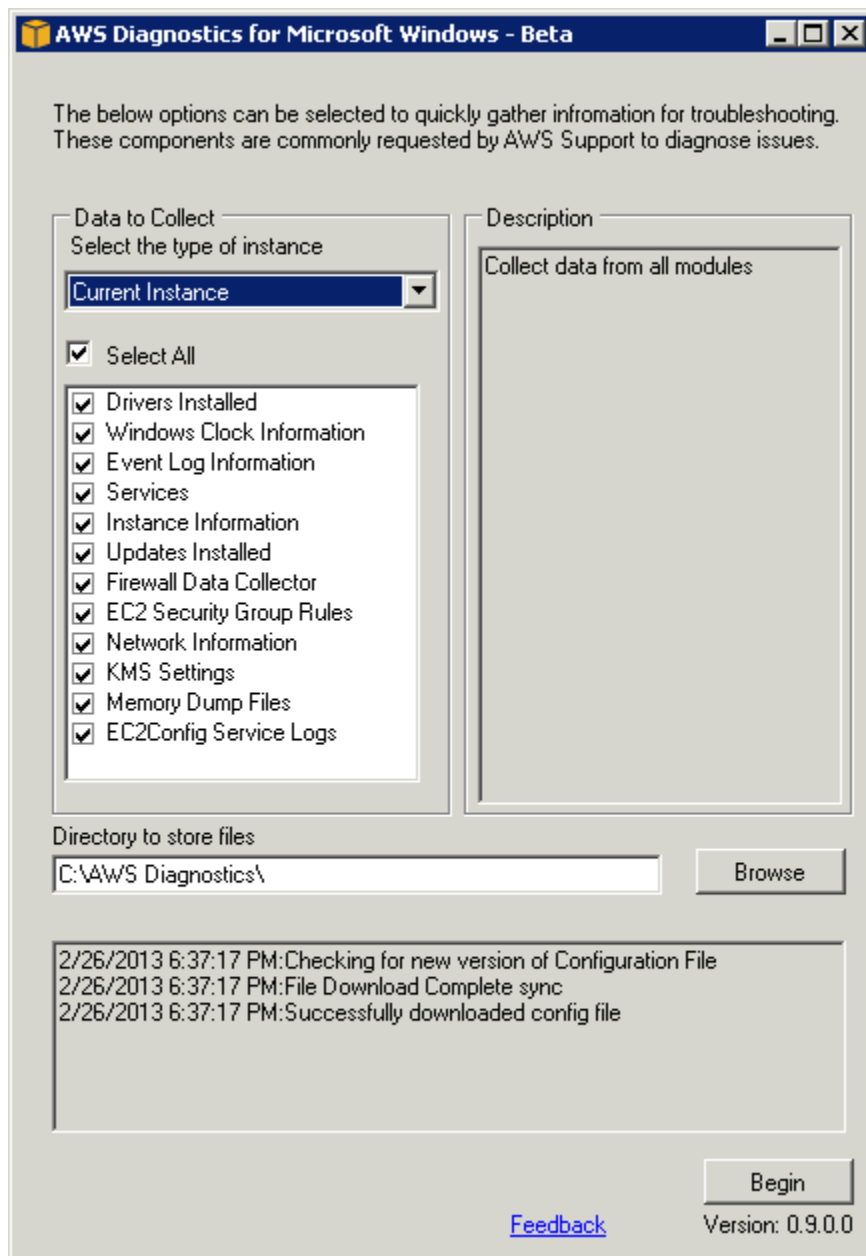 AWS Diagnostics for Microsoft Windows - Beta
The below options can be selected to quickly gather infromation for troubleshooting.
These components are commonly requested by AWS Support to diagnose issues.
Data to Collect
Select the type of instance
Current Instance
Select All
Drivers Installed
Windows Clock Information
Event Log Information
Services
Instance Information
Updates Installed
Firewall Data Collector
EC2 Security Group Rules
Network Information
KMS Settings
Memory Dump Files
EC2Config Service Logs
Description
Collect data from all modules
Directory to store files
C:\AWS Diagnostics\
Browse
2/26/2013 6:37:17 PM:Checking for new version of Configuration File
2/26/2013 6:37:17 PM:File Download Complete sync
2/26/2013 6:37:17 PM:Successfully downloaded config file
Begin
Feedback
Version: 0.9.0.0